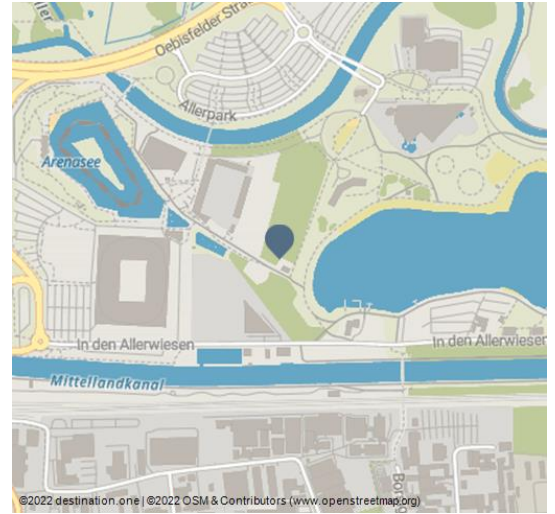 Oebisfelder Stra
Allerpark
Arenasee
In den Allerwiesen
In den Allerwiesen
Mittellandkanal
©2022 destination.one | ©2022 OSM & Contributors (www.openstreetmap.org)